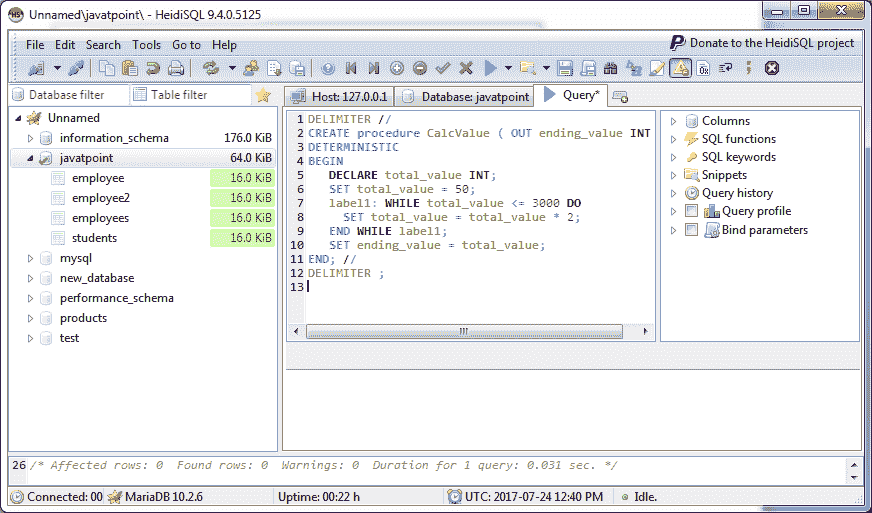 Unnamed\javatpoint\ - HeidiSQL 9.4.0.5125
File Edit Search Tools Go to Help
Donate to the HeidiSQL project
Database filter
Table filter
Host: 127.0.0.1
Database: javatpoint
Query*
Unnamed
information_schema 176.0 KiB
javatpoint 64.0 KiB
employee 16.0 KiB
employee2 16.0 KiB
employees 16.0 KiB
students 16.0 KiB
mysql
new_database
performance_schema
products
test
1 DELIMITER //
2 CREATE procedure CalcValue ( OUT ending_value INT
3 DETERMINISTIC
4 BEGIN
5 DECLARE total_value INT;
6 SET total_value = 50;
7 label1: WHILE total_value <= 3000 DO
8 SET total_value = total_value * 2;
9 END WHILE label1;
10 SET ending_value = total_value;
11 END; //
12 DELIMITER ;
13
Columns
SQL functions
SQL keywords
Snippets
Query history
Query profile
Bind parameters
26 /* Affected rows: 0 Found rows: 0 Warnings: 0 Duration for 1 query: 0.031 sec. */
Connected: 00
MariaDB 10.2.6
Uptime: 00:22 h
UTC: 2017-07-24 12:40 PM
Idle.